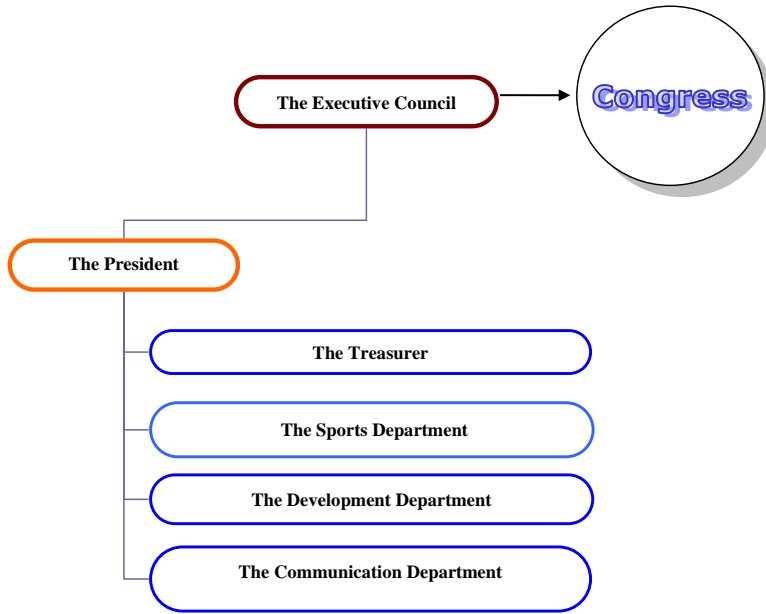 The Executive Council
Congress
The President
The Treasurer
The Sports Department
The Development Department
The Communication Department